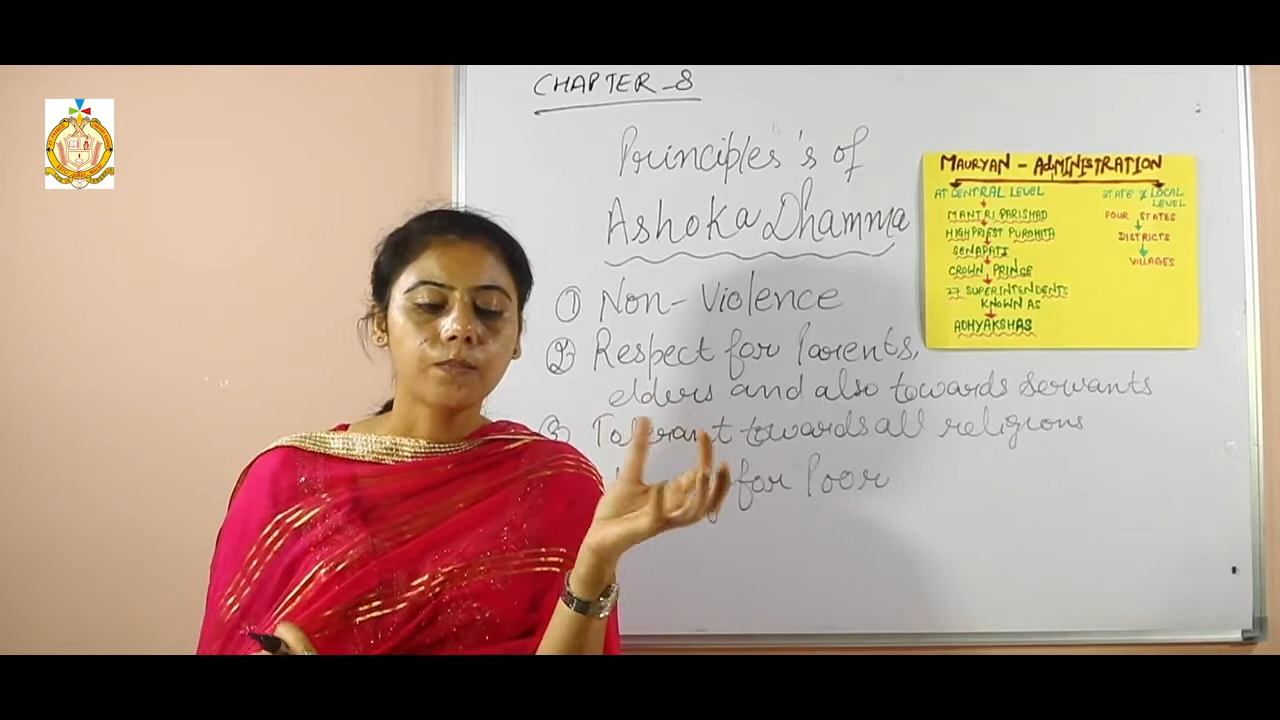 CHAPTER-8
Principles's of
Ashoka Dhamma
① Non-Violence
② Respect for Parents,
elders and also towards servants
③ Tolerant towards all religions
for Poor
MAURYAN - ADMINISTRATION
AT CENTRAL LEVEL
MANTRI PARISHAD
HIGH PRIEST PUROHITA
SENAPATI
CROWN PRINCE
27 SUPERINTENDENTS
KNOWN AS
ADHYAKSHAS
STATE & LOCAL
LEVEL
FOUR STATES
DISTRICTS
VILLAGES